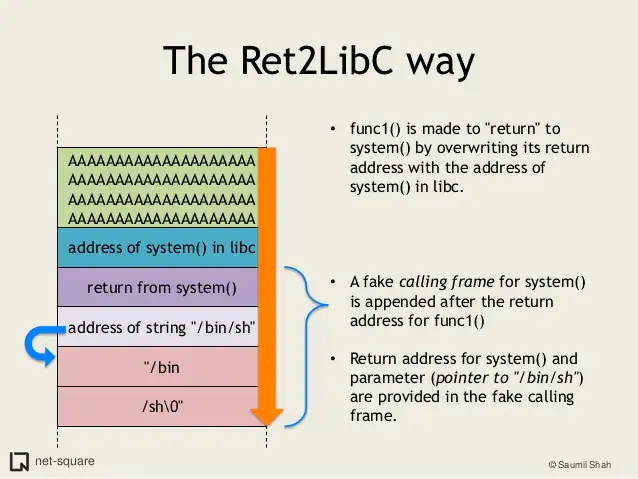 The Ret2LibC way
AAAAAAAAAAAAAAAAAAAA
AAAAAAAAAAAAAAAAAAAA
AAAAAAAAAAAAAAAAAAAA
AAAAAAAAAAAAAAAAAAAA
address of system() in libc
return from system()
address of string "/bin/sh"
"/bin
/sh\0"
• func1() is made to "return" to
system() by overwriting its return
address with the address of
system() in libc.
• A fake calling frame for system()
is appended after the return
address for func1()
• Return address for system() and
parameter (pointer to "/bin/sh")
are provided in the fake calling
frame.
net-square
© Saumil Shah